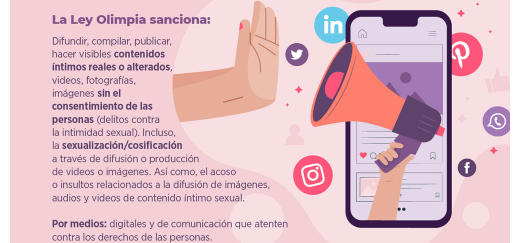 La Ley Olimpia sanciona:
Difundir, compilar, publicar,
hacer visibles contenidos
íntimos reales o alterados,
videos, fotografías,
imágenes sin el
consentimiento de las
personas (delitos contra
la intimidad sexual). Incluso,
la sexualización/cosificación
a través de difusión o producción
de videos o imágenes. Así como, el acoso
o insultos relacionados a la difusión de imágenes,
audios y videos de contenido íntimo sexual.
Por medios: digitales y de comunicación que atenten
contra los derechos de las personas.